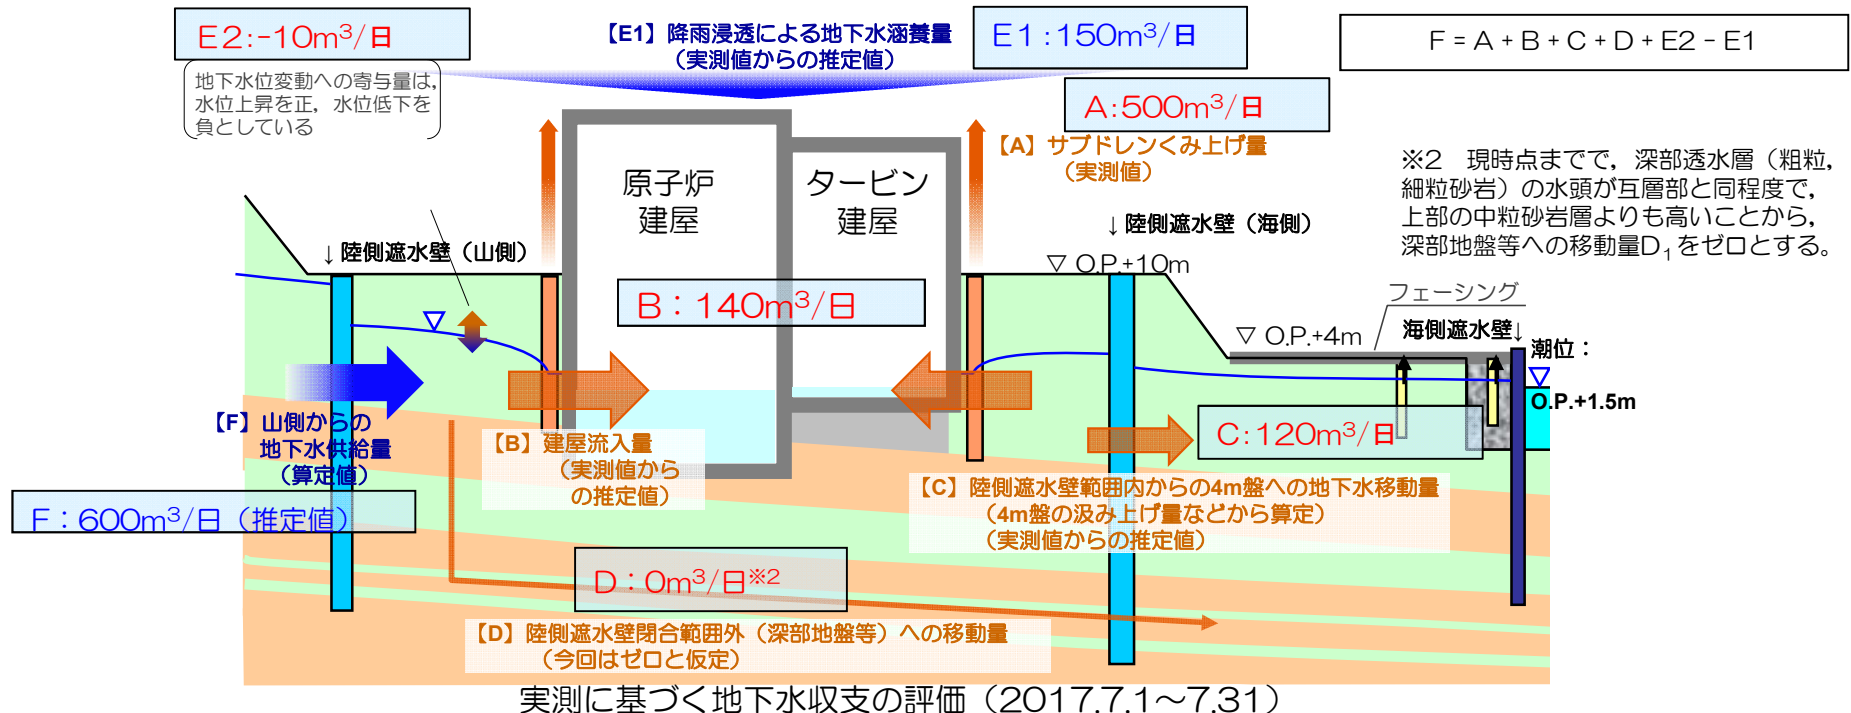 E2:-10m³/日
地下水位変動への寄与量は，
水位上昇を正，水位低下を
負としている
【E1】降雨浸透による地下水涵養量
（実測値からの推定値）
E1:150m³/日
F = A + B + C + D + E2 - E1
A:500m³/日
【A】サブドレンくみ上げ量
（実測値）
※2　現時点までで，深部透水層（粗粒，
細粒砂岩）の水頭が互層部と同程度で，
上部の中粒砂岩層よりも高いことから，
深部地盤等への移動量D₁をゼロとする。
原子炉
建屋
タービン
建屋
↓陸側遮水壁（山側）
↓陸側遮水壁（海側）
▽ O.P.+10m
B：140m³/日
フェーシング
▽ O.P.+4m
海側遮水壁↓
潮位：
O.P.+1.5m
【F】山側からの
地下水供給量
（算定値）
F：600m³/日（推定値）
【B】建屋流入量
（実測値から
の推定値）
C:120m³/日
【C】陸側遮水壁範囲内からの4m盤への地下水移動量
（4m盤の汲み上げ量などから算定）
（実測値からの推定値）
D：0m³/日※2
【D】陸側遮水壁閉合範囲外（深部地盤等）への移動量
（今回はゼロと仮定）
実測に基づく地下水収支の評価（2017.7.1～7.31）